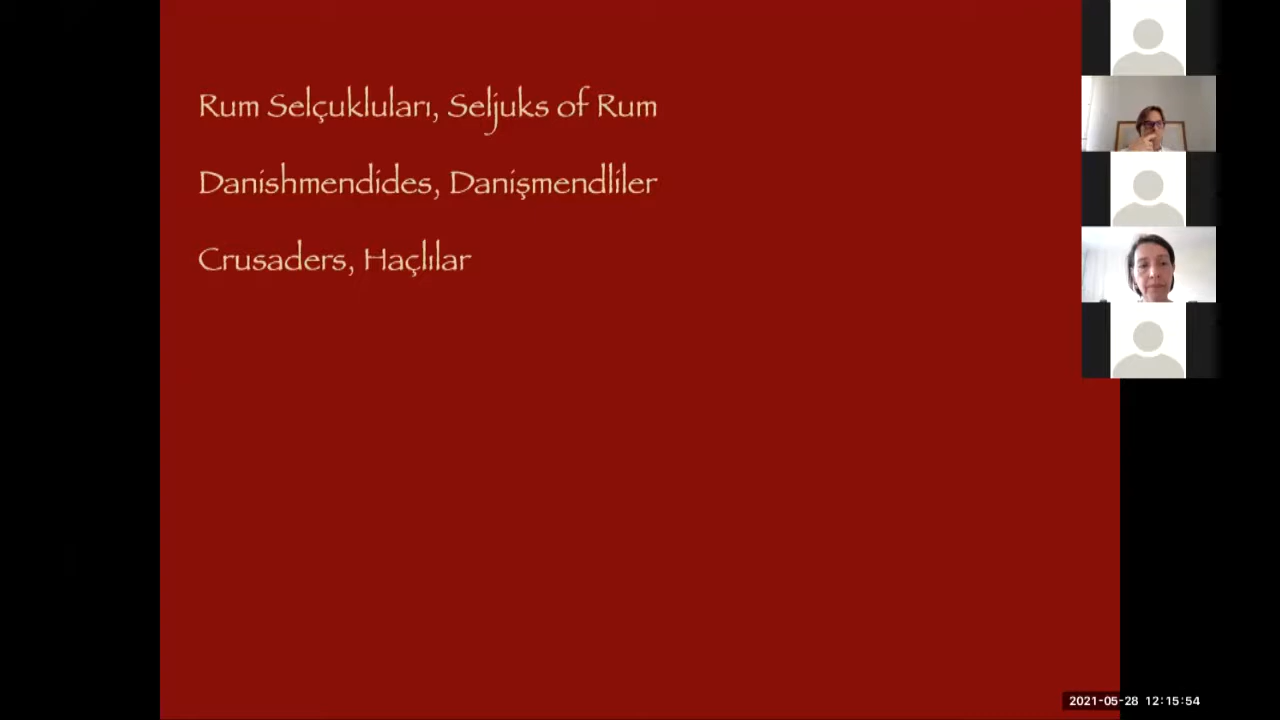 Rum Selçukluları, Seljuks of Rum
Danishmendides, Danişmendliler
Crusaders, Haçlılar
2021-05-28 12:15:54